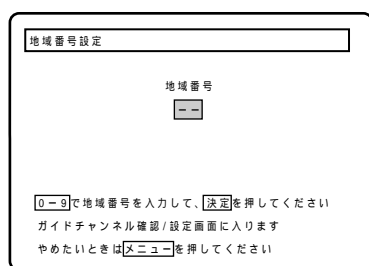 地域番号設定
地域番号
－－
0－9で地域番号を入力して、決定を押してください
ガイドチャンネル確認/設定画面に入ります
やめたいときはメニューを押してください